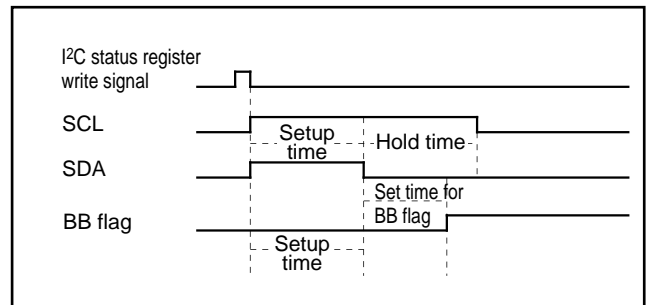 I2C status register
write signal
SCL
Setup
time
Hold time
SDA
Set time for
BB flag
BB flag
Setup
time